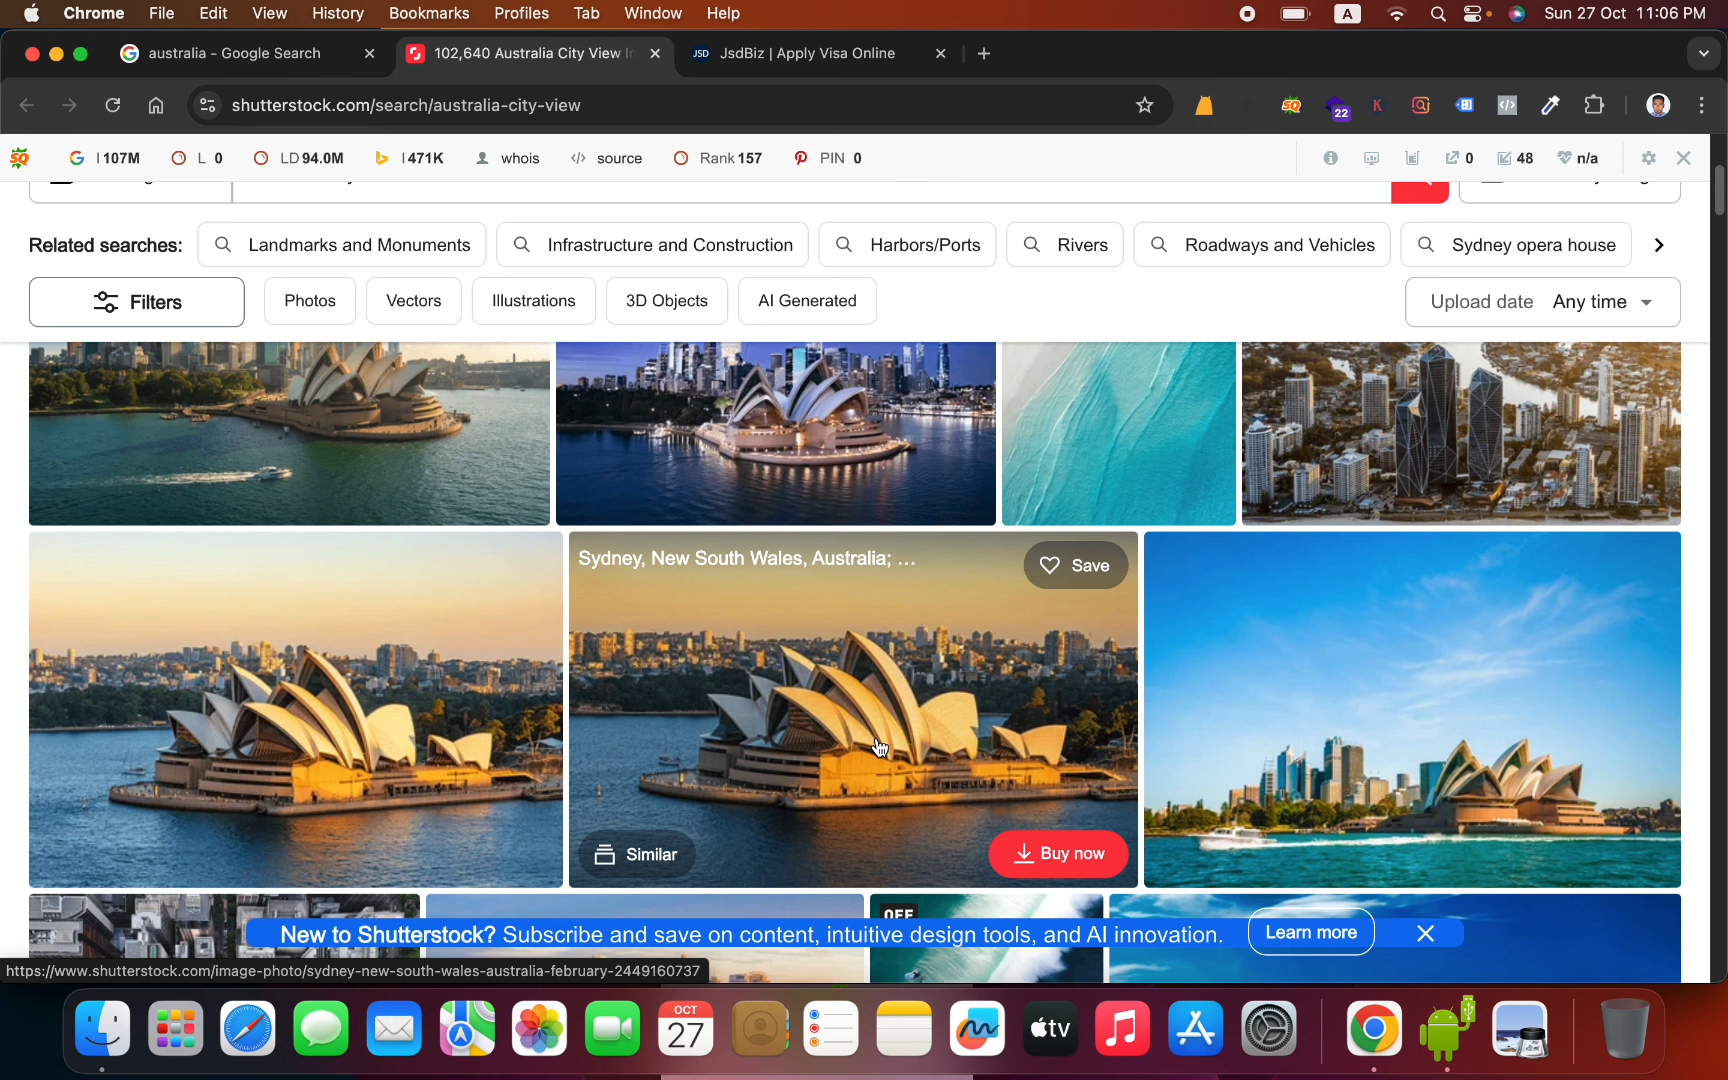 Chrome File Edit View History Bookmarks Profiles Tab Window Help
A
Sun 27 Oct 11:06 PM
australia - Google Search
102,640 Australia City View
JSD JsdBiz | Apply Visa Online
shutterstock.com/search/australia-city-view
SQ
22
K
I 107M
L 0
LD 94.0M
I 471K
whois
source
Rank 157
PIN 0
0
48
n/a
Related searches:
Landmarks and Monuments
Infrastructure and Construction
Harbors/Ports
Rivers
Roadways and Vehicles
Sydney opera house
Filters
Photos
Vectors
Illustrations
3D Objects
AI Generated
Upload date Any time
Sydney, New South Wales, Australia; ...
Save
Similar
Buy now
OFF
New to Shutterstock? Subscribe and save on content, intuitive design tools, and AI innovation.
Learn more
https://www.shutterstock.com/image-photo/sydney-new-south-wales-australia-february-2449160737
OCT
27
tv